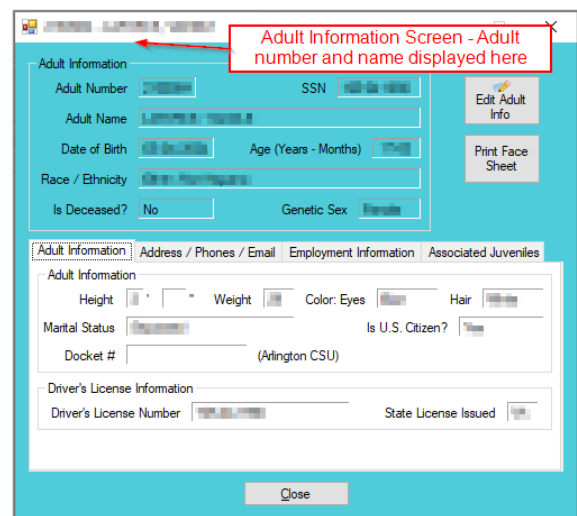 Adult Information Screen - Adult
number and name displayed here
Adult Information
Adult Number SSN
Edit Adult
Info
Adult Name
Date of Birth Age (Years - Months)
Print Face
Sheet
Race / Ethnicity
Is Deceased? No Genetic Sex
Adult Information Address / Phones / Email Employment Information Associated Juveniles
Adult Information
Height ' " Weight Color: Eyes Hair
Marital Status Is U.S. Citizen?
Docket # (Arlington CSU)
Driver's License Information
Driver's License Number State License Issued
Close